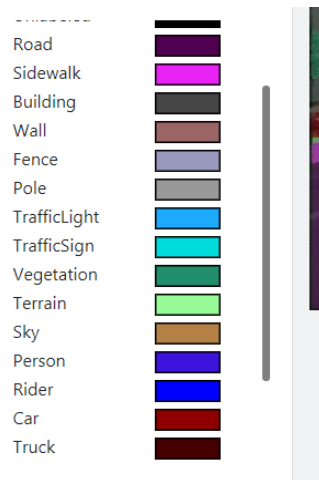 Road
Sidewalk
Building
Wall
Fence
Pole
TrafficLight
TrafficSign
Vegetation
Terrain
Sky
Person
Rider
Car
Truck